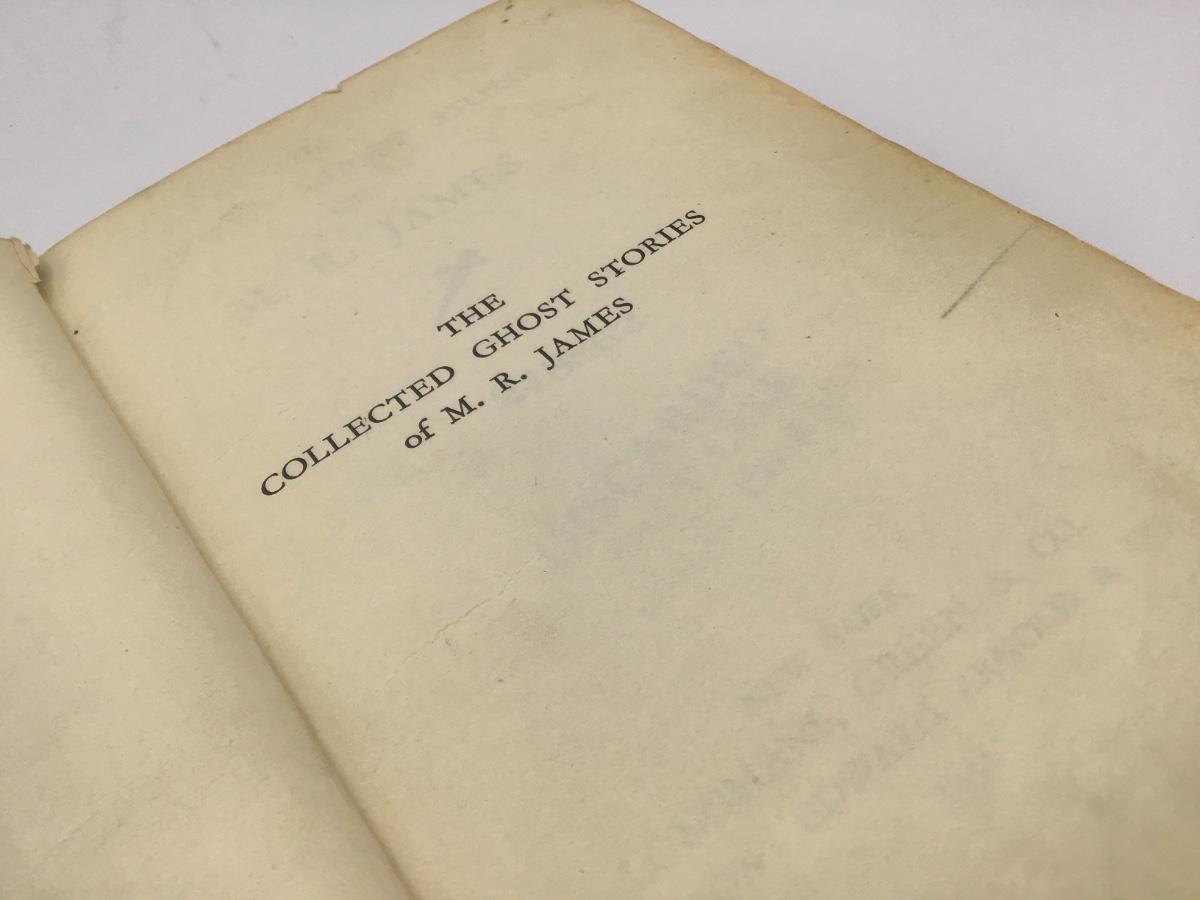 THE
COLLECTED GHOST STORIES
of M. R. JAMES